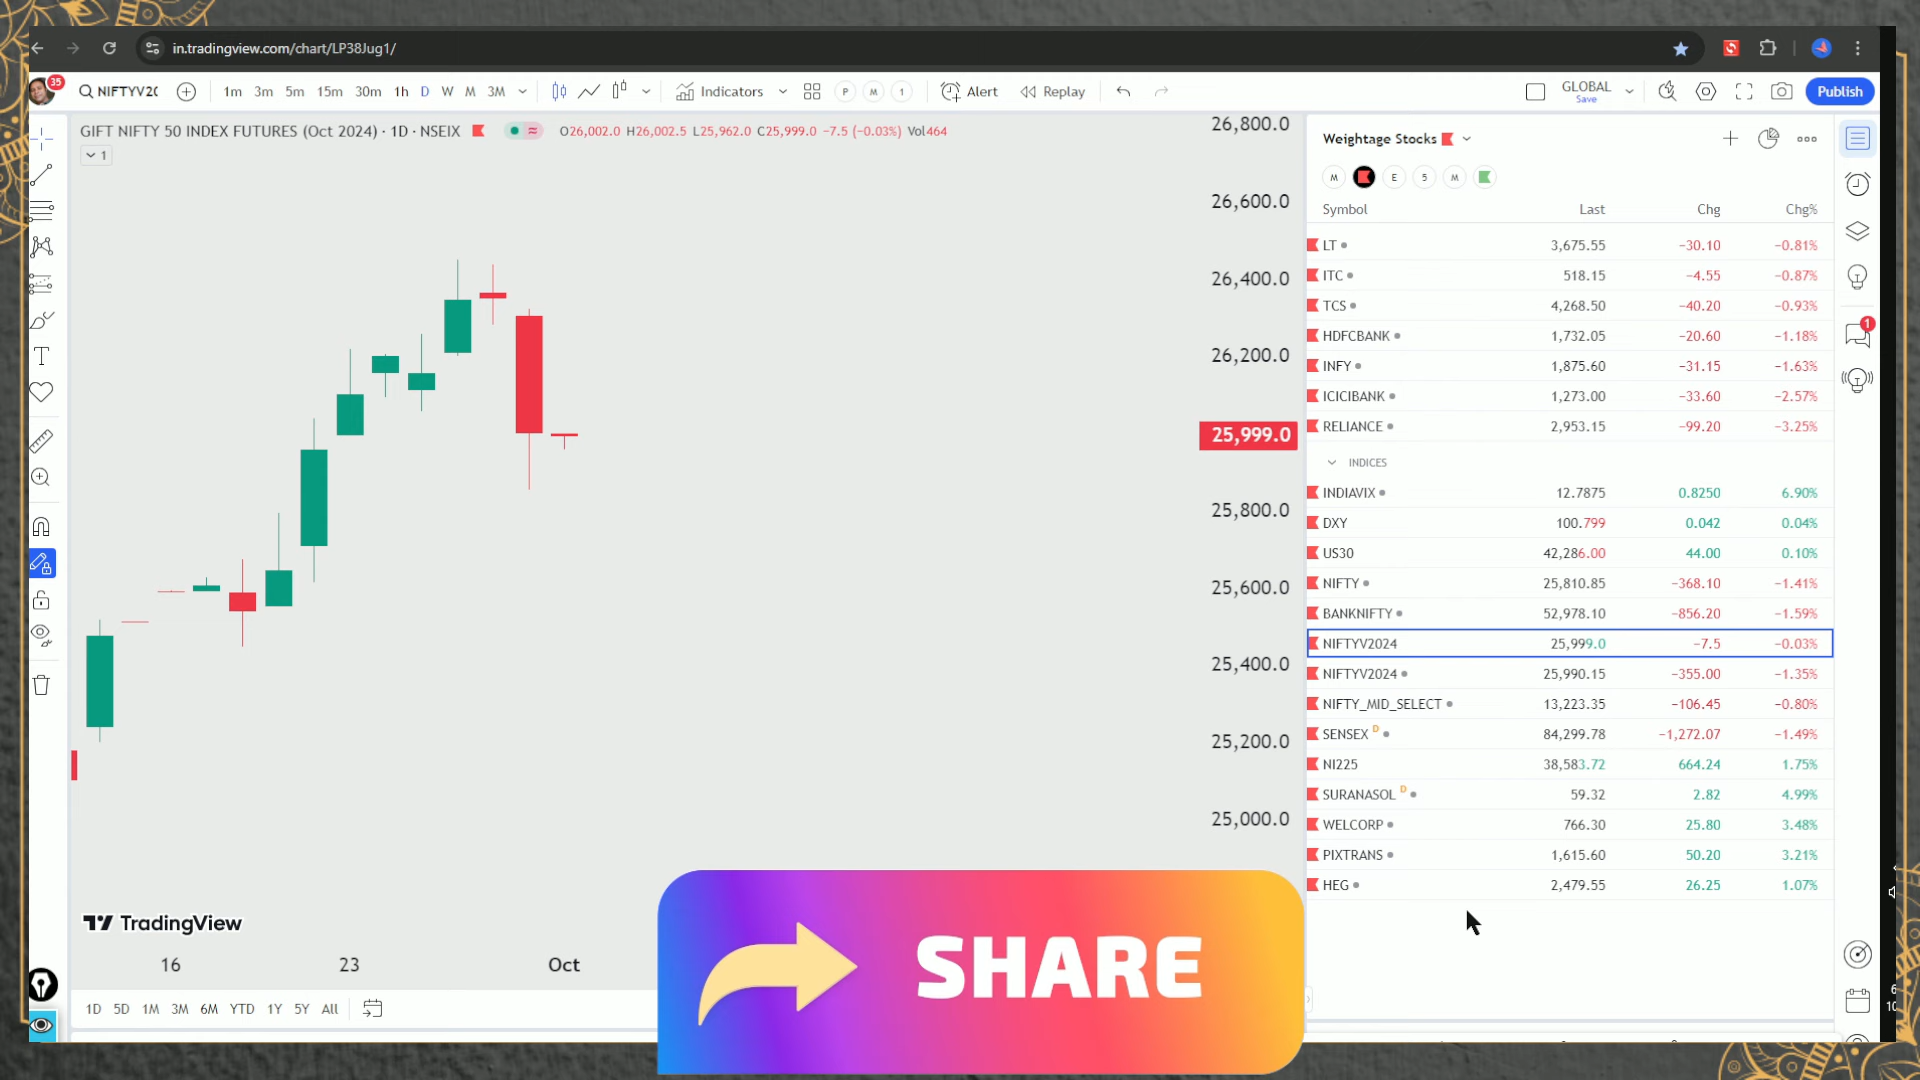 in.tradingview.com/chart/LP38Jug1/
35
NIFTYV20
1m 3m 5m 15m 30m 1h D W M 3M
Indicators
P M 1
Alert
Replay
GLOBAL
Save
Publish
GIFT NIFTY 50 INDEX FUTURES (Oct 2024) · 1D · NSEIX
O26,002.0 H26,002.5 L25,962.0 C25,999.0 −7.5 (−0.03%) Vol464
1
26,800.0
26,600.0
26,400.0
26,200.0
25,999.0
25,800.0
25,600.0
25,400.0
25,200.0
25,000.0
TradingView
16 23 Oct
1D 5D 1M 3M 6M YTD 1Y 5Y All
Weightage Stocks
M E 5 M
Symbol Last Chg Chg%
LT 3,675.55 −30.10 −0.81%
ITC 518.15 −4.55 −0.87%
TCS 4,268.50 −40.20 −0.93%
HDFCBANK 1,732.05 −20.60 −1.18%
INFY 1,875.60 −31.15 −1.63%
ICICIBANK 1,273.00 −33.60 −2.57%
RELIANCE 2,953.15 −99.20 −3.25%
INDICES
INDIAVIX 12.7875 0.8250 6.90%
DXY 100.799 0.042 0.04%
US30 42,286.00 44.00 0.10%
NIFTY 25,810.85 −368.10 −1.41%
BANKNIFTY 52,978.10 −856.20 −1.59%
NIFTYV2024 25,999.0 −7.5 −0.03%
NIFTYV2024 25,990.15 −355.00 −1.35%
NIFTY_MID_SELECT 13,223.35 −106.45 −0.80%
SENSEX D 84,299.78 −1,272.07 −1.49%
NI225 38,583.72 664.24 1.75%
SURANASOL D 59.32 2.82 4.99%
WELCORP 766.30 25.80 3.48%
PIXTRANS 1,615.60 50.20 3.21%
HEG 2,479.55 26.25 1.07%
1
SHARE